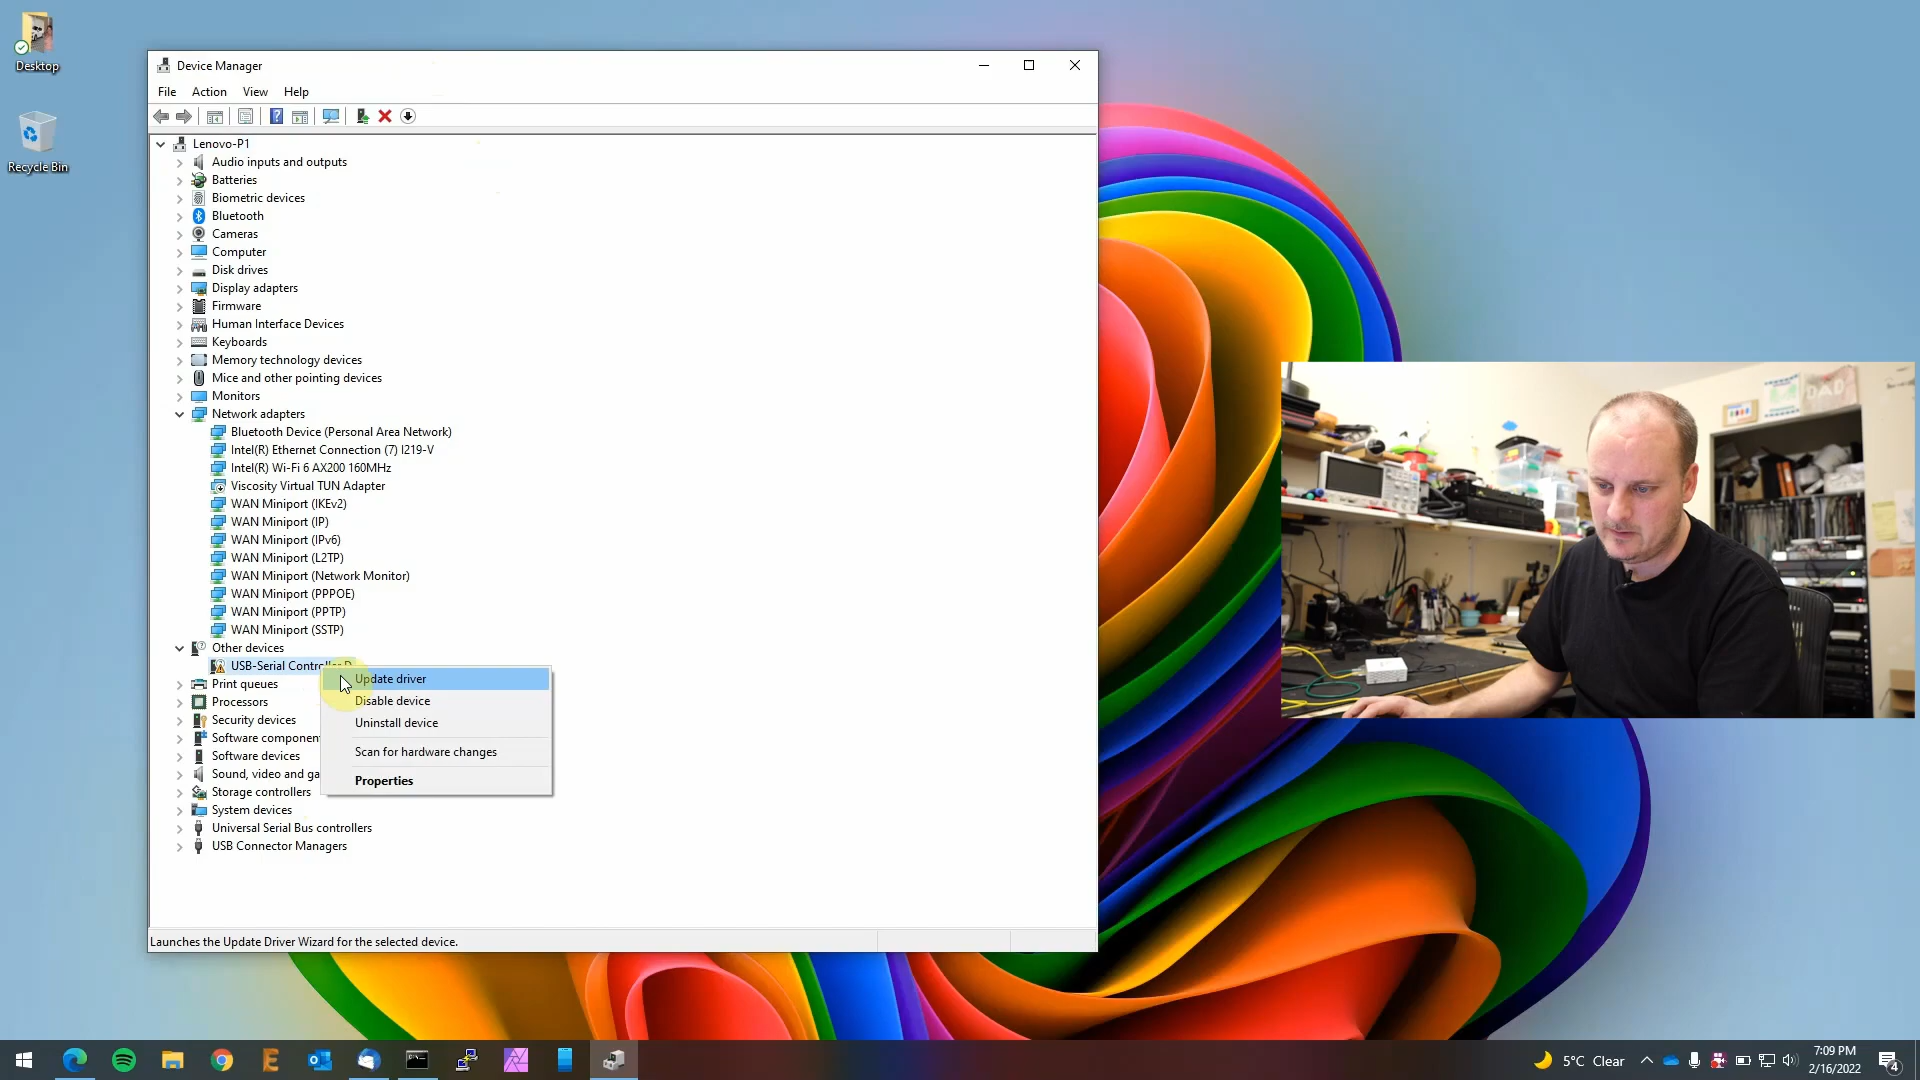 Desktop
Recycle Bin
Device Manager
File Action View Help
Lenovo-P1
Audio inputs and outputs
Batteries
Biometric devices
Bluetooth
Cameras
Computer
Disk drives
Display adapters
Firmware
Human Interface Devices
Keyboards
Memory technology devices
Mice and other pointing devices
Monitors
Network adapters
Bluetooth Device (Personal Area Network)
Intel(R) Ethernet Connection (7) I219-V
Intel(R) Wi-Fi 6 AX200 160MHz
Viscosity Virtual TUN Adapter
WAN Miniport (IKEv2)
WAN Miniport (IP)
WAN Miniport (IPv6)
WAN Miniport (L2TP)
WAN Miniport (Network Monitor)
WAN Miniport (PPPOE)
WAN Miniport (PPTP)
WAN Miniport (SSTP)
Other devices
USB-Serial Controller D
Print queues
Processors
Security devices
Software componen
Software devices
Sound, video and ga
Storage controllers
System devices
Universal Serial Bus controllers
USB Connector Managers
Update driver
Disable device
Uninstall device
Scan for hardware changes
Properties
Launches the Update Driver Wizard for the selected device.
DAD
5°C Clear
7:09 PM
2/16/2022
4